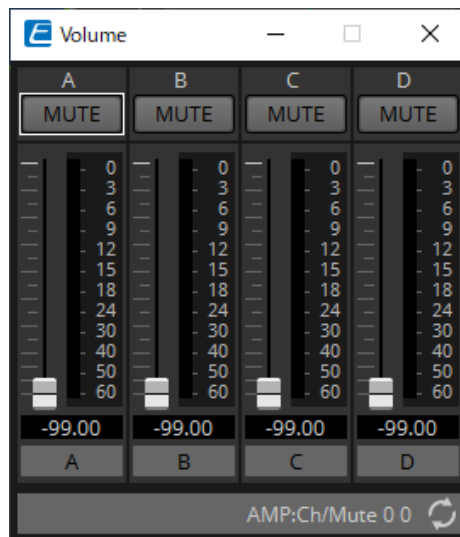 E Volume
A B C D
MUTE MUTE MUTE MUTE
0 0 0 0
3 3 3 3
6 6 6 6
9 9 9 9
12 12 12 12
15 15 15 15
18 18 18 18
24 24 24 24
30 30 30 30
40 40 40 40
50 50 50 50
60 60 60 60
-99.00 -99.00 -99.00 -99.00
A B C D
AMP:Ch/Mute 0 0